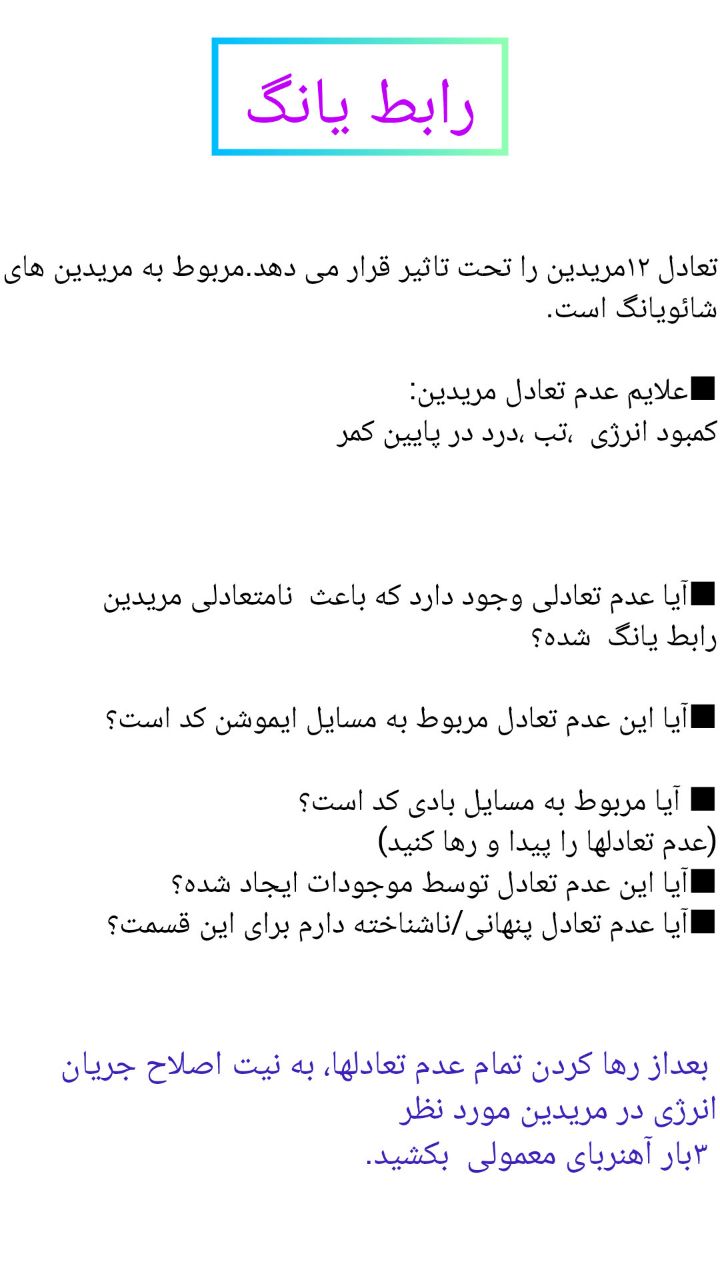 رابط یانگ
تعادل ۱۲مریدین را تحت تاثیر قرار می دهد.مربوط به مریدین های
شائویانگ است.
■علایم عدم تعادل مریدین:
کمبود انرژی ،تب ،درد در پایین کمر
■آیا عدم تعادلی وجود دارد که باعث نامتعادلی مریدین
رابط یانگ شده؟
■آیا این عدم تعادل مربوط به مسایل ایموشن کد است؟
■ آیا مربوط به مسایل بادی کد است؟
(عدم تعادلها را پیدا و رها کنید)
■آیا این عدم تعادل توسط موجودات ایجاد شده؟
■آیا عدم تعادل پنهانی/ناشناخته دارم برای این قسمت؟
بعداز رها کردن تمام عدم تعادلها، به نیت اصلاح جریان
انرژی در مریدین مورد نظر
۳بار آهنربای معمولی بکشید.